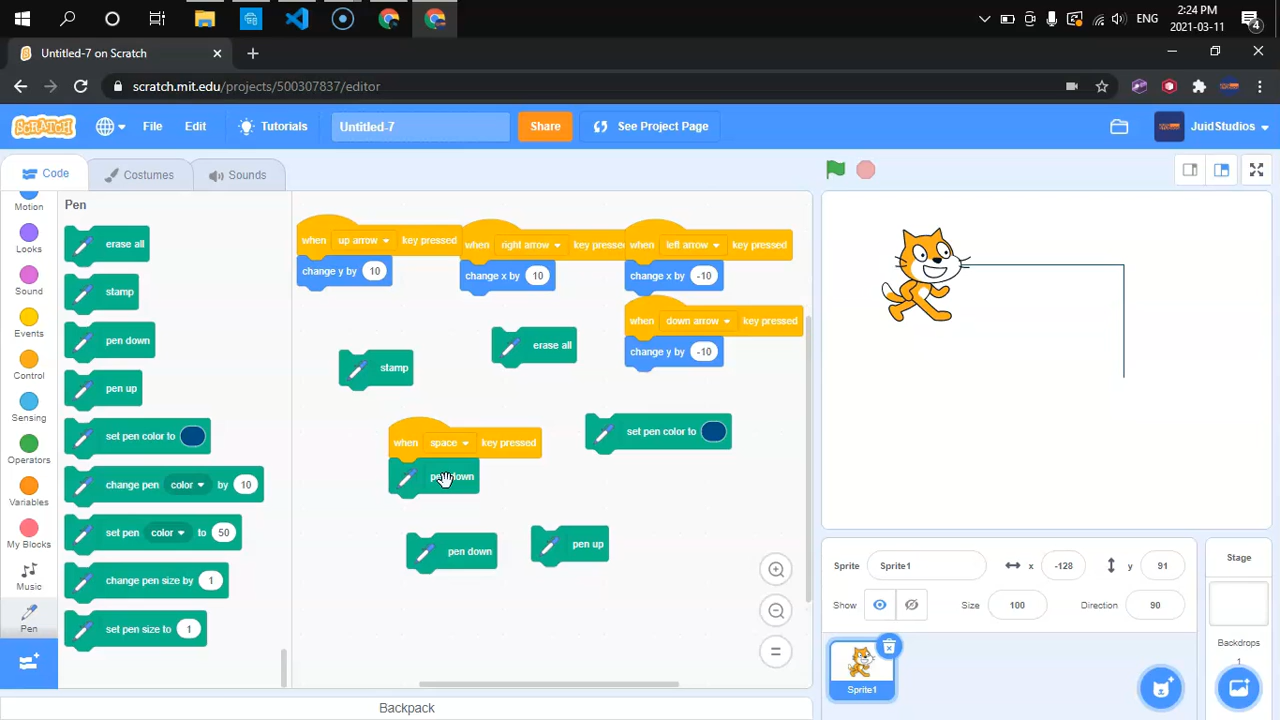 2:24 PM
ENG
2021-03-11
4
Untitled-7 on Scratch
scratch.mit.edu/projects/500307837/editor
SCRATCH
File
Edit
Tutorials
Untitled-7
Share
See Project Page
JuidStudios
Code
Costumes
Sounds
Motion
Looks
Sound
Events
Control
Sensing
Operators
Variables
My Blocks
Music
Pen
Pen
erase all
stamp
pen down
pen up
set pen color to
change pen color by 10
set pen color to 50
change pen size by 1
set pen size to 1
when up arrow key pressed
change y by 10
when right arrow key pressed
change x by 10
when left arrow key pressed
change x by -10
when down arrow key pressed
change y by -10
erase all
stamp
set pen color to
when space key pressed
pen down
pen down
pen up
Sprite
Sprite1
x
-128
y
91
Show
Size
100
Direction
90
Sprite1
Stage
Backdrops
1
Backpack